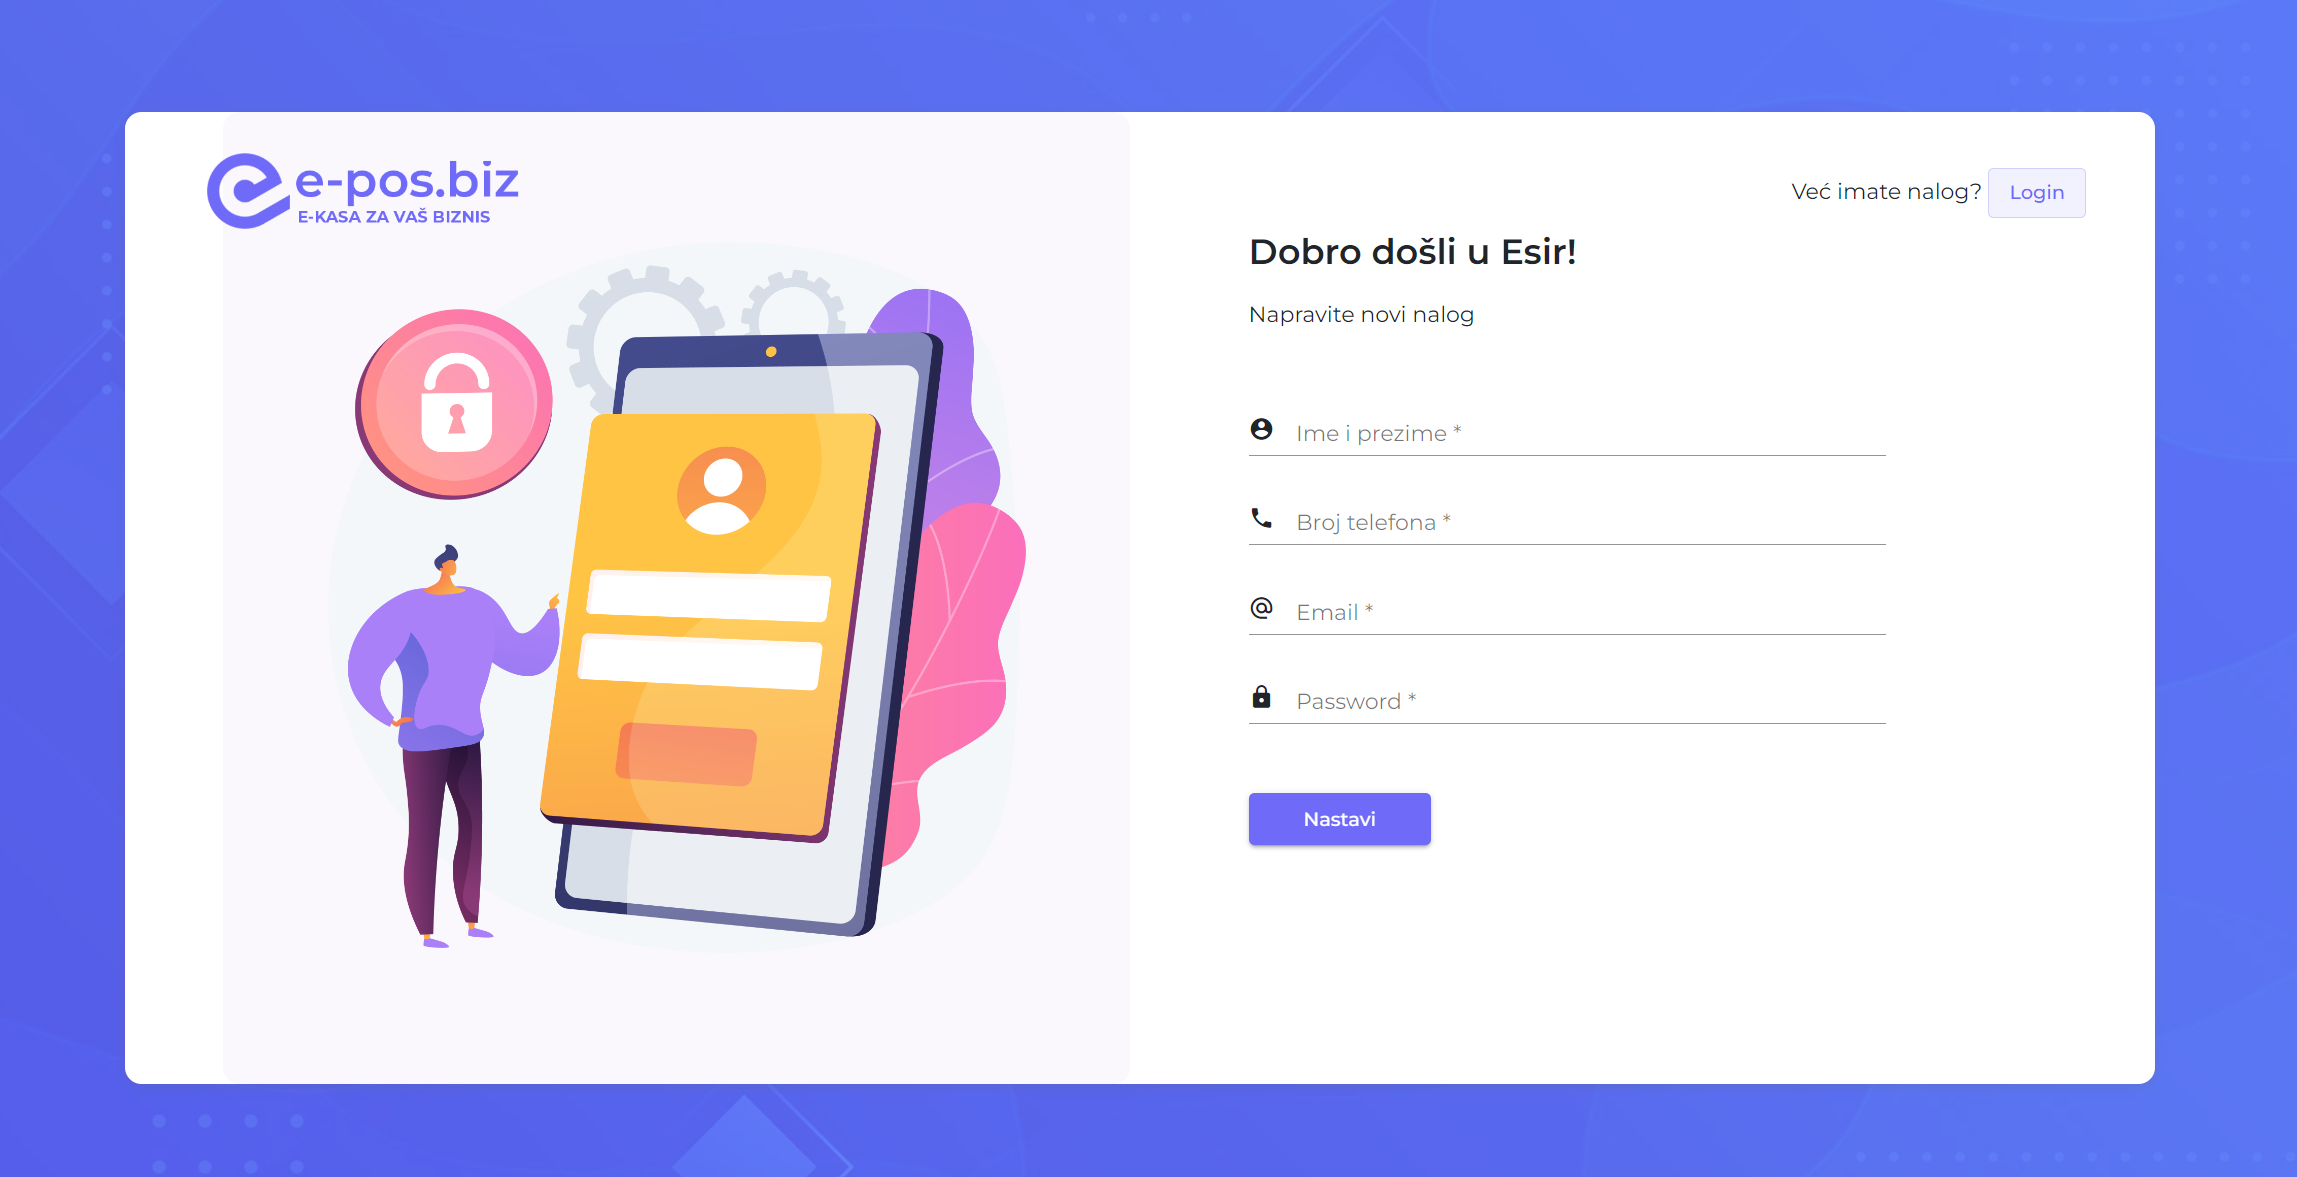 e-pos.biz
E-KASA ZA VAŠ BIZNIS
Već imate nalog? Login
Dobro došli u Esir!
Napravite novi nalog
Ime i prezime *
Broj telefona *
Email *
Password *
Nastavi